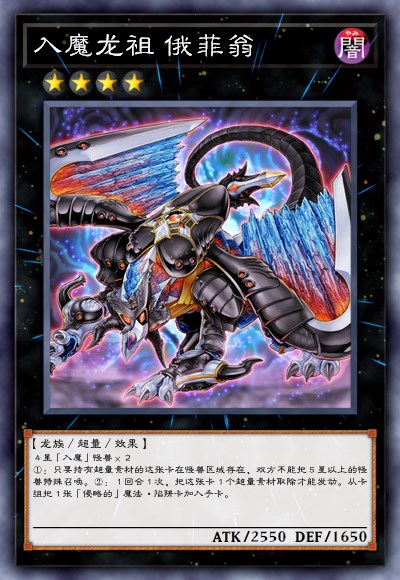 入魔龙祖 俄菲翁
やみ
闇
【龙族／超量／效果】
4星「入魔」怪兽×2
①：只要持有超量素材的这张卡在怪兽区域存在，双方不能把5星以上的怪
兽特殊召唤。②：1回合1次，把这张卡1个超量素材取除才能发动。从卡
组把1张「侵略的」魔法·陷阱卡加入手卡。
ATK/2550 DEF/1650